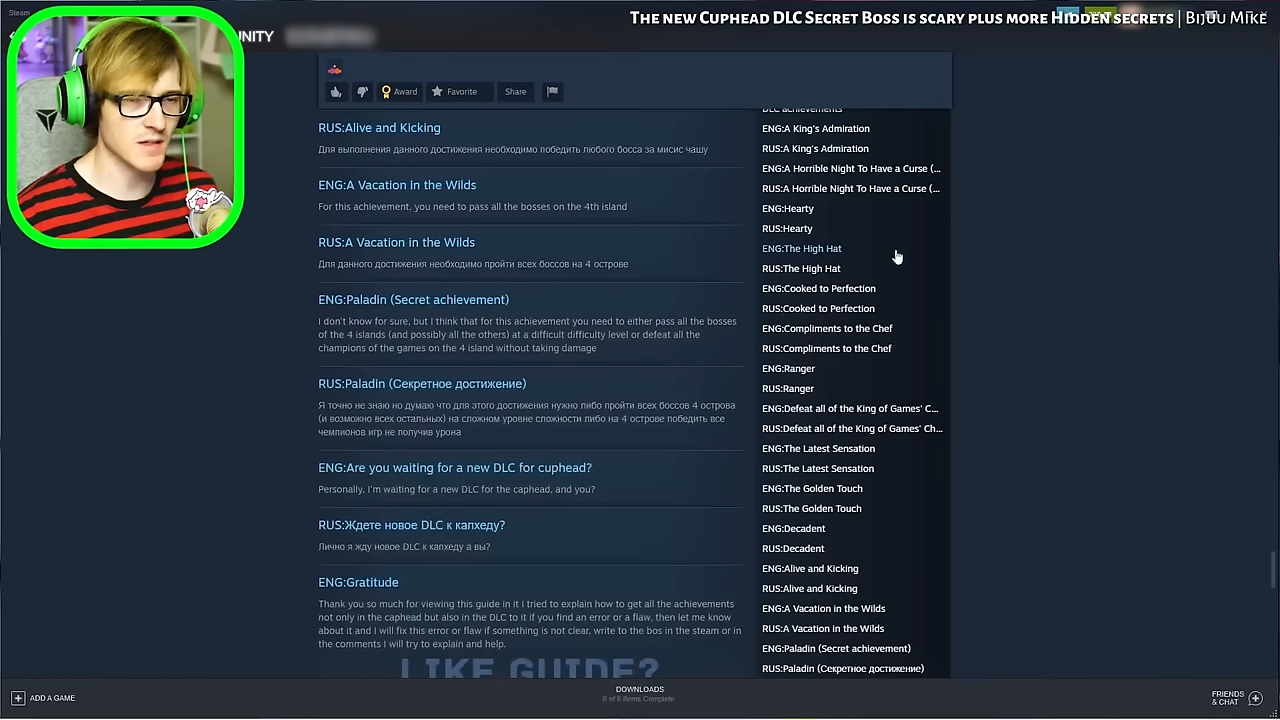 Steam
The new Cuphead DLC Secret Boss is scary plus more Hidden secrets | Bijou Mike
UNITY
Award
Favorite
Share
RUS:Alive and Kicking
Для выполнения данного достижения необходимо победить любого босса за мисис чашу
ENG:A Vacation in the Wilds
For this achievement, you need to pass all the bosses on the 4th island
RUS:A Vacation in the Wilds
Для данного достижения необходимо пройти всех боссов на 4 острове
ENG:Paladin (Secret achievement)
I don't know for sure, but I think that for this achievement you need to either pass all the bosses
of the 4 islands (and possibly all the others) at a difficult difficulty level or defeat all the
champions of the games on the 4 island without taking damage
RUS:Paladin (Секретное достижение)
Я точно не знаю но думаю что для этого достижения нужно либо пройти всех боссов 4 острова
(и возможно всех остальных) на сложном уровне сложности либо на 4 острове победить все
чемпионов игр не получив урона
ENG:Are you waiting for a new DLC for cuphead?
Personally, I'm waiting for a new DLC for the caphead, and you?
RUS:Ждете новое DLC к капхеду?
Лично я жду новое DLC к капхеду а вы?
ENG:Gratitude
Thank you so much for viewing this guide in it I tried to explain how to get all the achievements
not only in the caphead but also in the DLC to it if you find an error or a flaw, then let me know
about it and I will fix this error or flaw if something is not clear, write to the bos in the steam or in
the comments I will try to explain and help.
LIKE GUIDE?
DLC achievements
ENG:A King's Admiration
RUS:A King's Admiration
ENG:A Horrible Night To Have a Curse (...
RUS:A Horrible Night To Have a Curse (...
ENG:Hearty
RUS:Hearty
ENG:The High Hat
RUS:The High Hat
ENG:Cooked to Perfection
RUS:Cooked to Perfection
ENG:Compliments to the Chef
RUS:Compliments to the Chef
ENG:Ranger
RUS:Ranger
ENG:Defeat all of the King of Games' C...
RUS:Defeat all of the King of Games' Ch...
ENG:The Latest Sensation
RUS:The Latest Sensation
ENG:The Golden Touch
RUS:The Golden Touch
ENG:Decadent
RUS:Decadent
ENG:Alive and Kicking
RUS:Alive and Kicking
ENG:A Vacation in the Wilds
RUS:A Vacation in the Wilds
ENG:Paladin (Secret achievement)
RUS:Paladin (Секретное достижение)
ADD A GAME
DOWNLOADS
6 of 6 Items Complete
FRIENDS
& CHAT